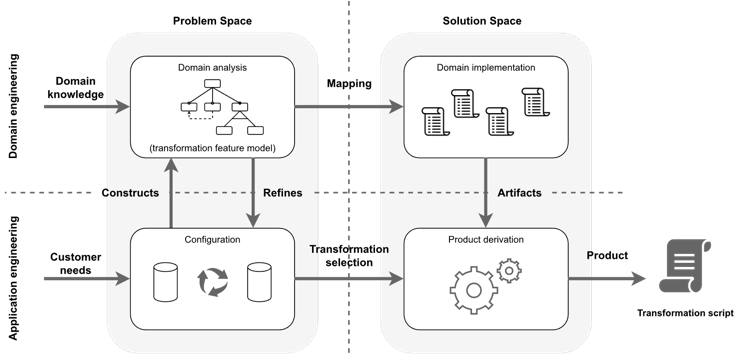 Problem Space
Solution Space
Domain engineering
Domain
knowledge
Domain analysis
(transformation feature model)
Mapping
Domain implementation
Constructs
Refines
Artifacts
Application engineering
Customer
needs
Configuration
Transformation
selection
Product derivation
Product
Transformation script